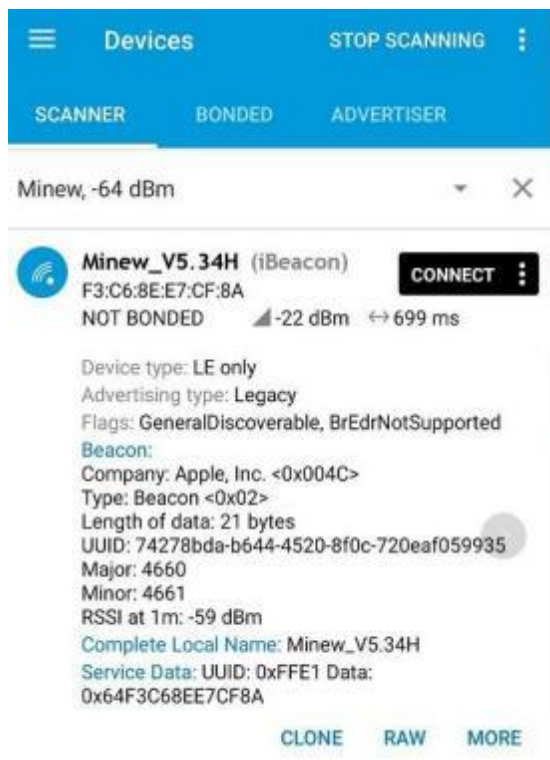 Devices STOP SCANNING
SCANNER BONDED ADVERTISER
Minew, -64 dBm
Minew_V5.34H (iBeacon)
CONNECT
F3:C6:8E:E7:CF:8A
NOT BONDED -22 dBm 699 ms
Device type: LE only
Advertising type: Legacy
Flags: GeneralDiscoverable, BrEdrNotSupported
Beacon:
Company: Apple, Inc. <0x004C>
Type: Beacon <0x02>
Length of data: 21 bytes
UUID: 74278bda-b644-4520-8f0c-720eaf059935
Major: 4660
Minor: 4661
RSSI at 1m: -59 dBm
Complete Local Name: Minew_V5.34H
Service Data: UUID: 0xFFE1 Data:
0x64F3C68EE7CF8A
CLONE RAW MORE